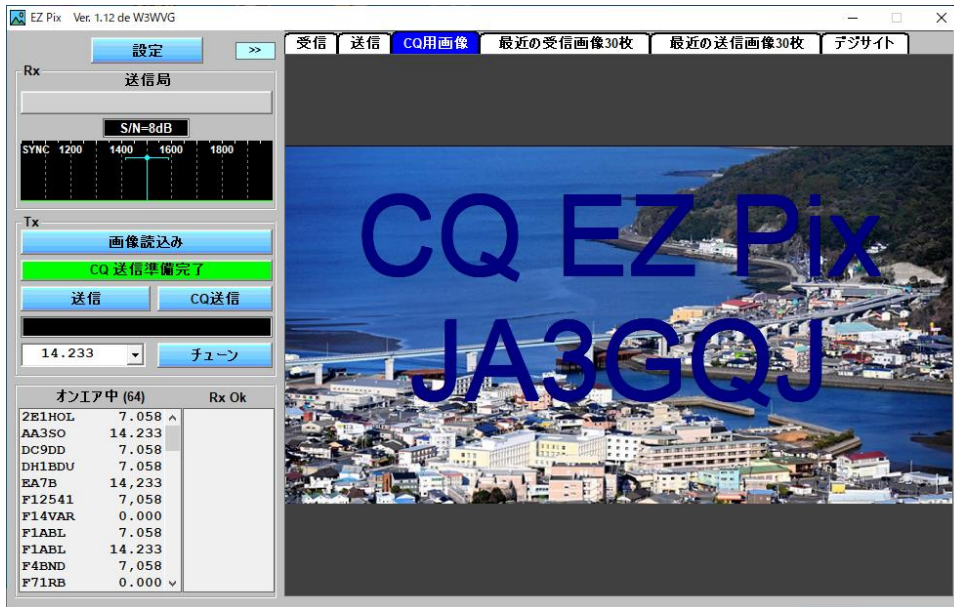 EZ Pix Ver. 1.12 de W3WVG
設定
>>
受信 送信 CQ用画像 最近の受信画像30枚 最近の送信画像30枚 デジサイト
Rx
送信局
S/N=8dB
SYNC 1200 1400 1600 1800
Tx
画像読込み
CQ 送信準備完了
送信 CQ送信
14.233 チューン
オンエア中 (64) Rx Ok
2E1HOL 7.058
AA3SO 14.233
DC9DD 7.058
DH1BDU 7.058
EA7B 14,233
F12541 7,058
F14VAR 0.000
F1ABL 7.058
F1ABL 14.233
F4BND 7,058
F71RB 0.000
CQ EZ Pix
JA3GQJ